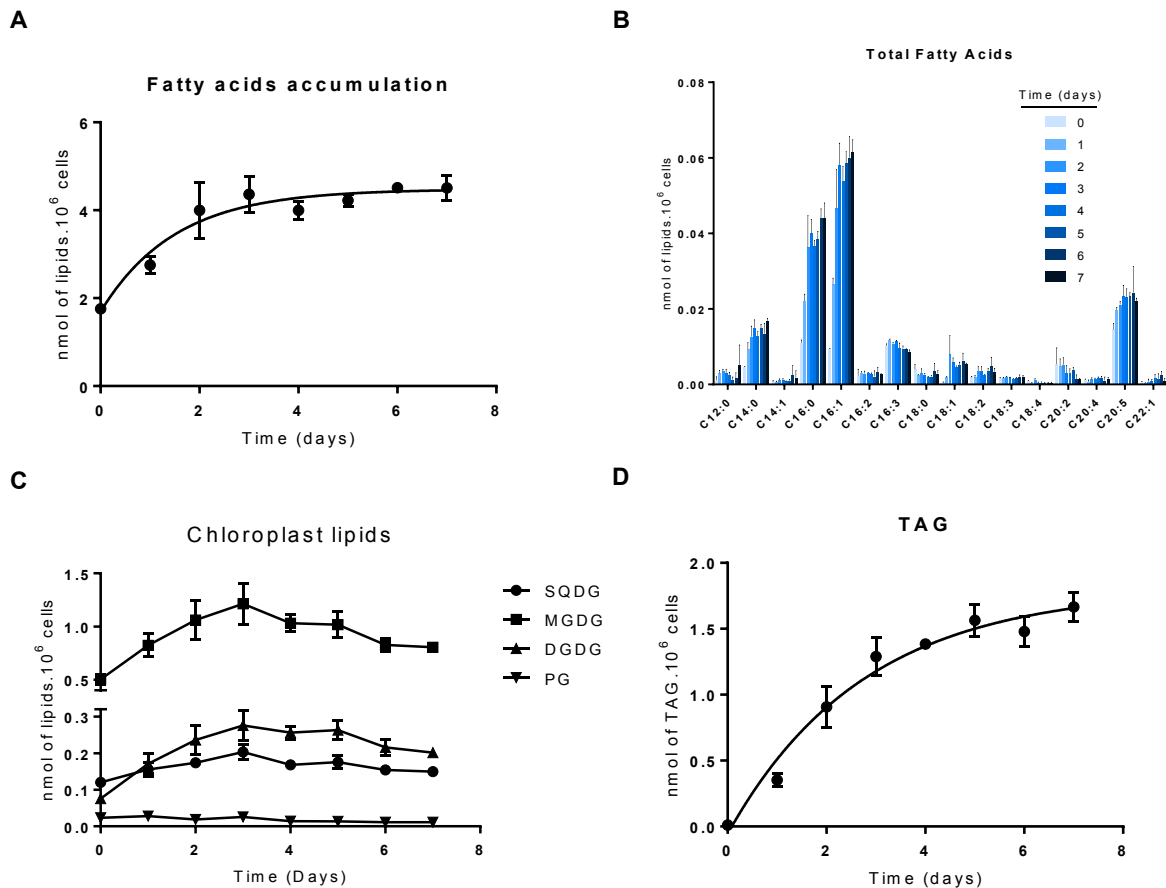 A
Fatty acids accumulation
nmol of lipids.10⁶ cells
6
4
2
0
0 2 4 6 8
Time (days)
B
Total Fatty Acids
nmol of lipids.10⁶ cells
0.08
0.06
0.04
0.02
0.00
Time (days)
0
1
2
3
4
5
6
7
C12:0 C14:0 C14:1 C16:0 C16:1 C16:2 C16:3 C18:0 C18:1 C18:2 C18:3 C18:4 C20:2 C20:4 C20:5 C22:1
C
Chloroplast lipids
nmol of lipids.10⁶ cells
1.5
1.0
0.5
0.3
0.2
0.1
0.0
0 2 4 6 8
Time (Days)
SQDG
MGDG
DGDG
PG
D
TAG
nmol of TAG.10⁶ cells
2.0
1.5
1.0
0.5
0.0
0 2 4 6 8
Time (days)